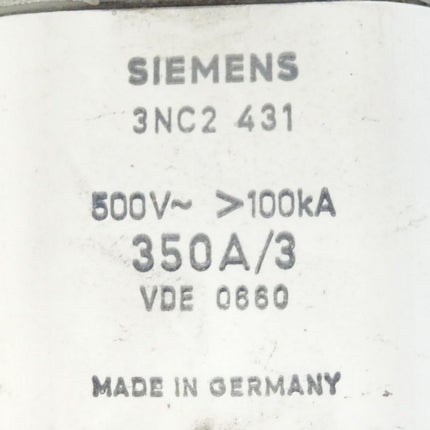 SIEMENS
3NC2 431
500V~ >100kA
350A/3
VDE 0660
MADE IN GERMANY